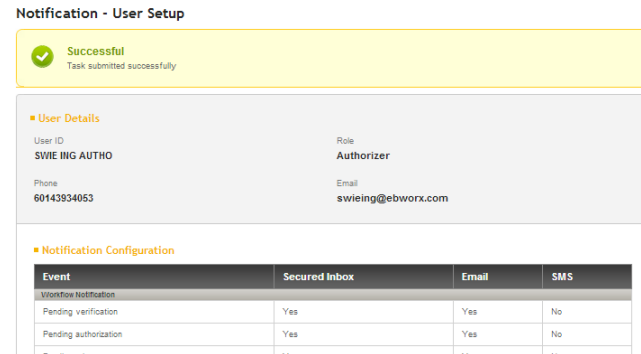 Notification - User Setup
Successful
Task submitted successfully
User Details
User ID Role
SWIE ING AUTHO Authorizer
Phone Email
60143934053 swieing@ebworx.com
Notification Configuration
Event Secured Inbox Email SMS
Workflow Notification
Pending verification Yes Yes No
Pending authorization Yes Yes No